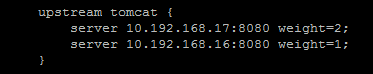 upstream tomcat {
    server 10.192.168.17:8080 weight=2;
    server 10.192.168.16:8080 weight=1;
}